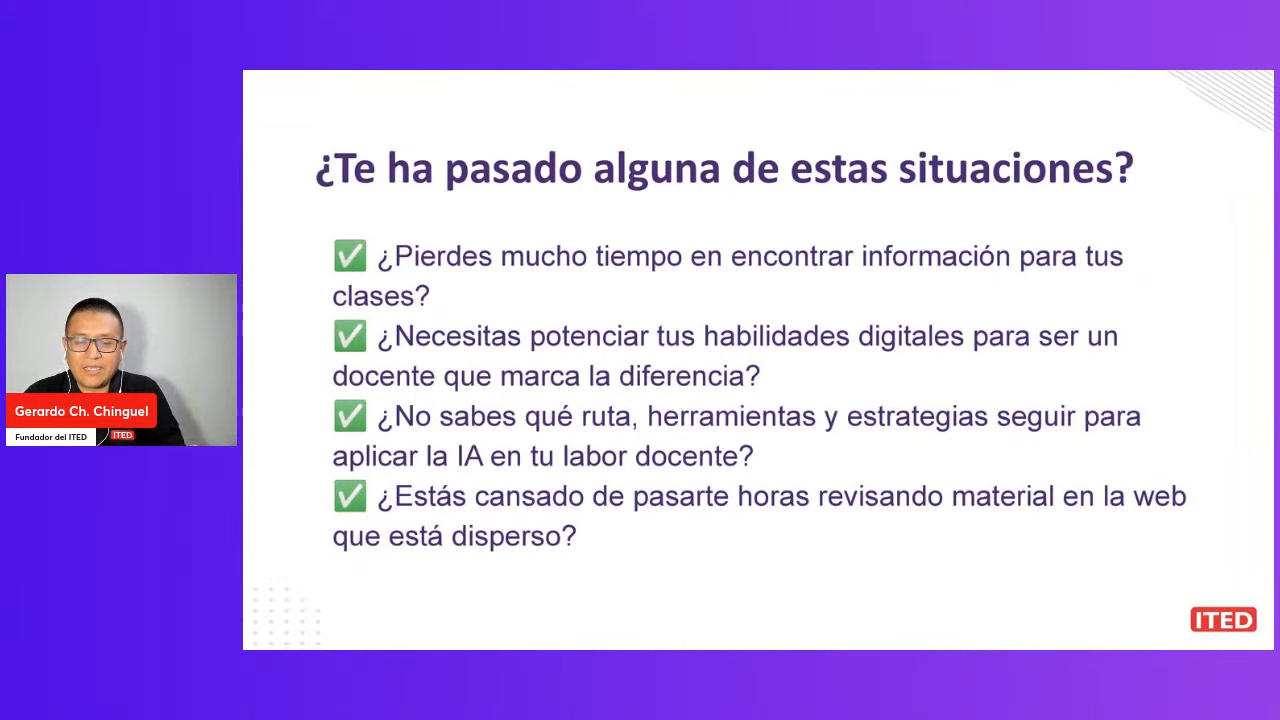 ¿Te ha pasado alguna de estas situaciones?
✅ ¿Pierdes mucho tiempo en encontrar información para tus
clases?
✅ ¿Necesitas potenciar tus habilidades digitales para ser un
docente que marca la diferencia?
✅ ¿No sabes qué ruta, herramientas y estrategias seguir para
aplicar la IA en tu labor docente?
✅ ¿Estás cansado de pasarte horas revisando material en la web
que está disperso?
Gerardo Ch. Chinguel
Fundador del ITED
ITED
ITED